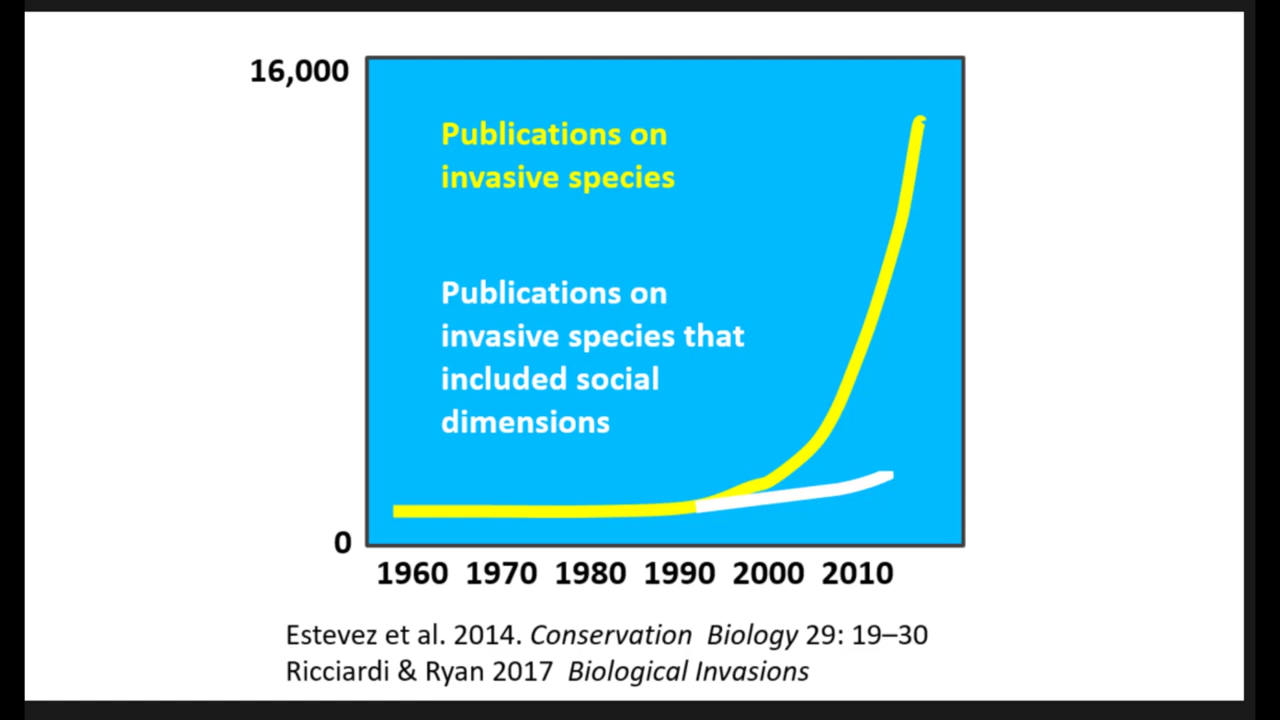 16,000
Publications on
invasive species
Publications on
invasive species that
included social
dimensions
0
1960 1970 1980 1990 2000 2010
Estevez et al. 2014. Conservation Biology 29: 19–30
Ricciardi & Ryan 2017 Biological Invasions